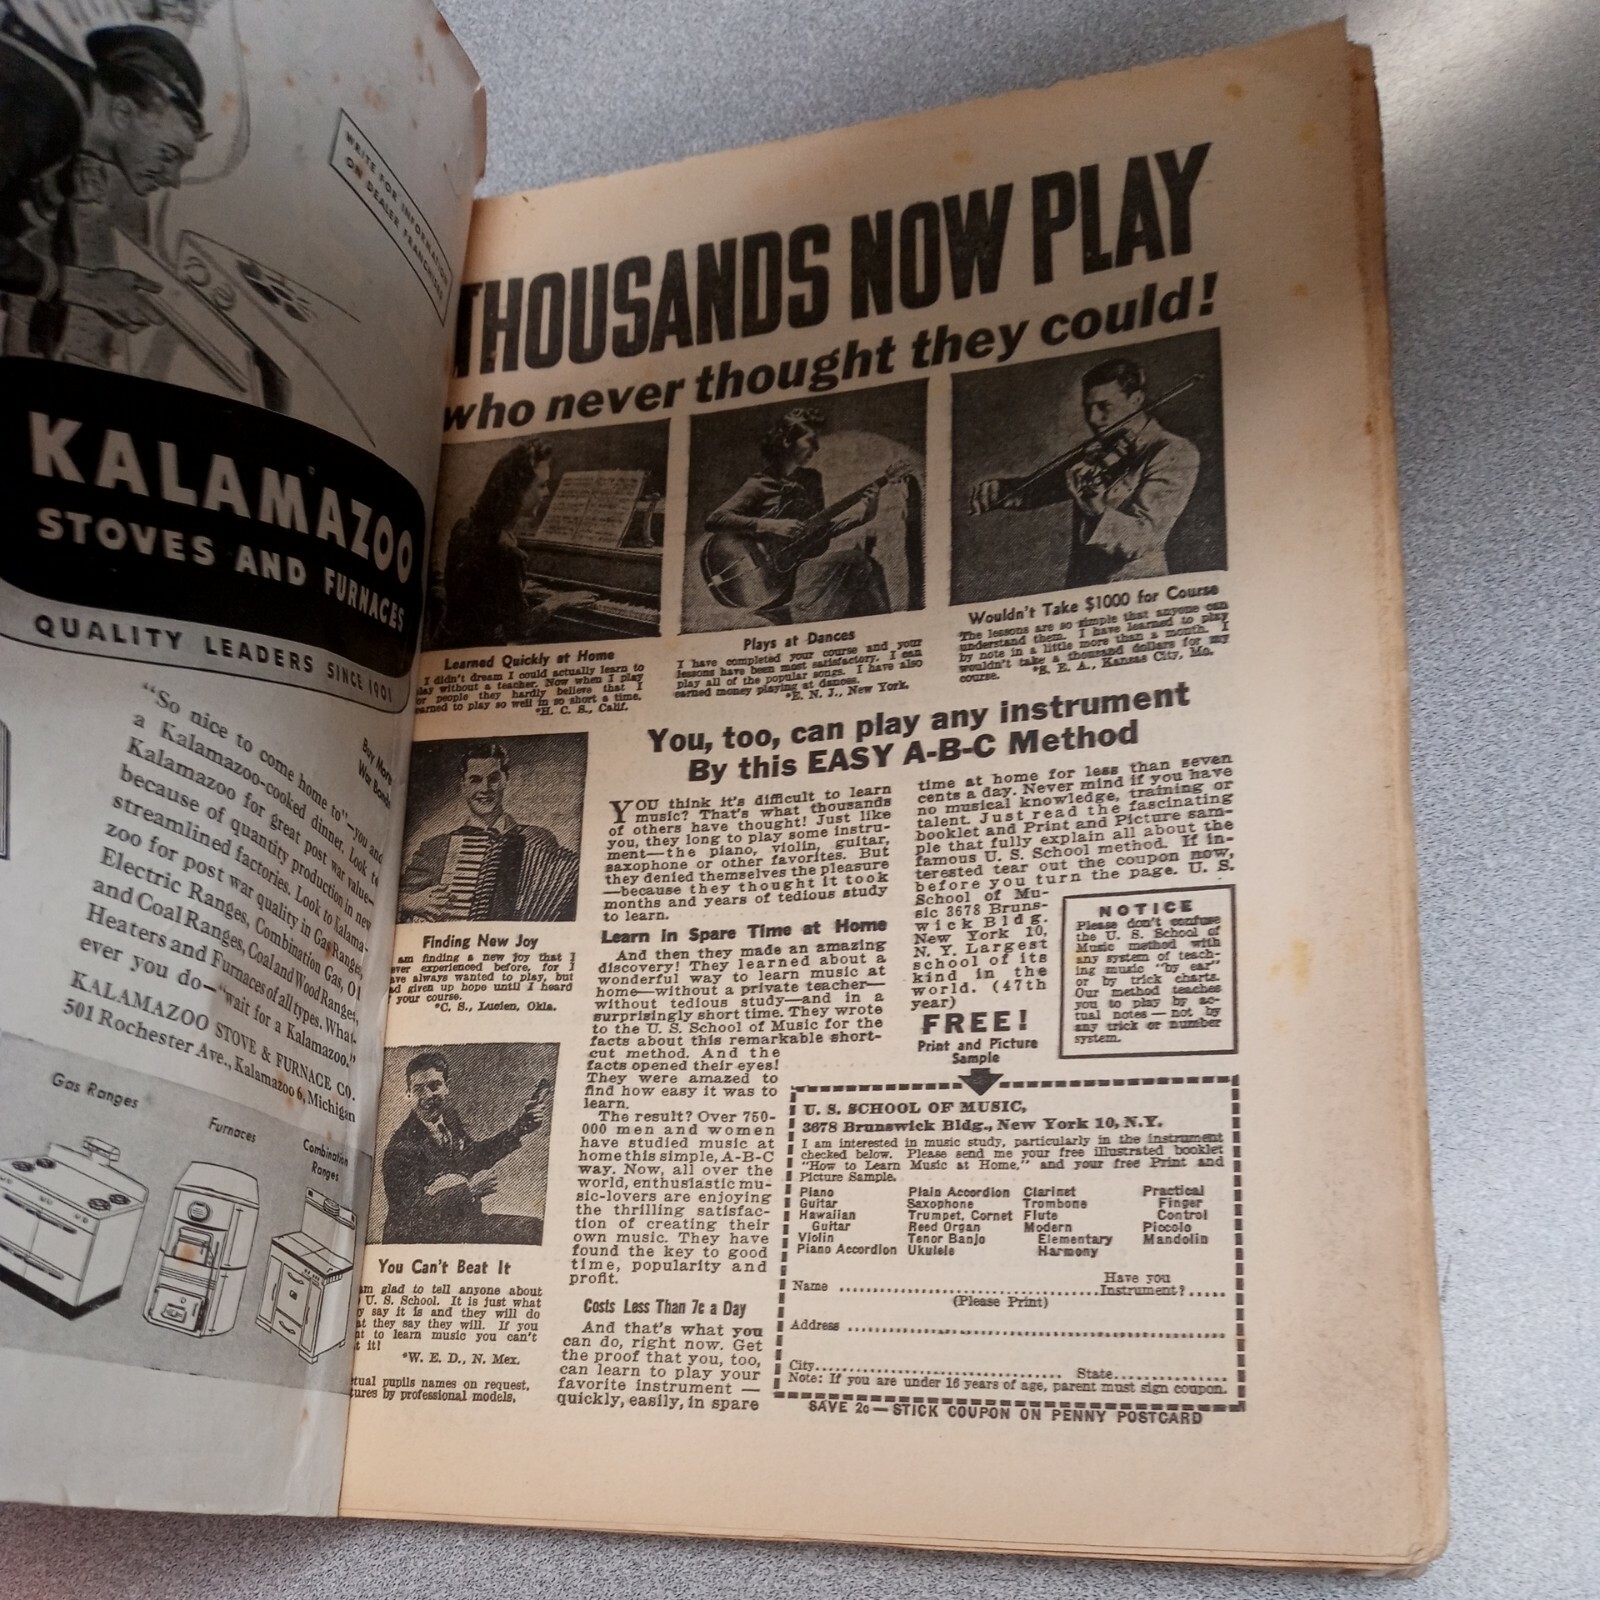 WRITE FOR INFORMATION
ON DEALER FRANCHISES
KALAMAZOO
STOVES AND FURNACES
QUALITY LEADERS SINCE 1901
Buy More
War Bonds
"So nice to come home to"—you and
a Kalamazoo-cooked dinner. Look to
Kalamazoo for great post war value—
because of quantity production in new
streamlined factories. Look to Kalama-
zoo for post war quality in Gas Ranges,
Electric Ranges, Combination Gas, Oil
and Coal Ranges, Coal and Wood Ranges,
Heaters and Furnaces of all types. What-
ever you do—"wait for a Kalamazoo."
KALAMAZOO STOVE & FURNACE CO.
501 Rochester Ave., Kalamazoo 6, Michigan
Gas Ranges
Furnaces
Combination
Ranges
THOUSANDS NOW PLAY
who never thought they could!
Learned Quickly at Home
I didn't dream I could actually learn to
play without a teacher. Now when I play
for people they hardly believe that I
learned to play so well in so short a time.
*H. C. S., Calif.
Plays at Dances
I have completed your course and your
lessons have been most satisfactory. I can
play all of the popular songs. I have also
earned money playing at dances.
*E. N. J., New York.
Wouldn't Take $1000 for Course
The lessons are so simple that anyone can
understand them. I have learned to play
by note in a little more than a month. I
wouldn't take a thousand dollars for my
course. *S. E. A., Kansas City, Mo.
Finding New Joy
am finding a new joy that I
ever experienced before, for I
ve always wanted to play, but
d given up hope until I heard
your course.
*C. S., Lucien, Okla.
You Can't Beat It
am glad to tell anyone about
U. S. School. It is just what
y say it is and they will do
at they say they will. If you
nt to learn music you can't
t it!
*W. E. D., N. Mex.
tual pupils names on request.
tures by professional models.
You, too, can play any instrument
By this EASY A-B-C Method
YOU think it's difficult to learn
music? That's what thousands
of others have thought! Just like
you, they long to play some instru-
ment—the piano, violin, guitar,
saxophone or other favorites. But
they denied themselves the pleasure
—because they thought it took
months and years of tedious study
to learn.
Learn in Spare Time at Home
And then they made an amazing
discovery! They learned about a
wonderful way to learn music at
home—without a private teacher—
without tedious study—and in a
surprisingly short time. They wrote
to the U. S. School of Music for the
facts about this remarkable short-
cut method. And the
facts opened their eyes!
They were amazed to
find how easy it was to
learn.
The result? Over 750-
000 men and women
have studied music at
home this simple, A-B-C
way. Now, all over the
world, enthusiastic mu-
sic-lovers are enjoying
the thrilling satisfac-
tion of creating their
own music. They have
found the key to good
time, popularity and
profit.
Costs Less Than 7c a Day
And that's what you
can do, right now. Get
the proof that you, too,
can learn to play your
favorite instrument —
quickly, easily, in spare
time at home for less than seven
cents a day. Never mind if you have
no musical knowledge, training or
talent. Just read the fascinating
booklet and Print and Picture sam-
ple that fully explain all about the
famous U. S. School method. If in-
terested tear out the coupon now,
before you turn the page. U. S.
School of Mu-
sic 3678 Bruns-
wick Bldg.
New York 10,
N. Y. Largest
school of its
kind in the
world. (47th
year)
NOTICE
Please don't confuse
the U. S. School of
Music method with
any system of teach-
ing music "by ear"
or by trick charts.
Our method teaches
you to play by ac-
tual notes — not by
any trick or number
system.
FREE!
Print and Picture
Sample
U. S. SCHOOL OF MUSIC,
3678 Brunswick Bldg., New York 10, N.Y.
I am interested in music study, particularly in the instrument
checked below. Please send me your free illustrated booklet
"How to Learn Music at Home," and your free Print and
Picture Sample.
Piano Plain Accordion Clarinet Practical
Guitar Saxophone Trombone Finger
Hawaiian Trumpet, Cornet Flute Control
Guitar Reed Organ Modern Piccolo
Violin Tenor Banjo Elementary Mandolin
Piano Accordion Ukulele Harmony
Have you
Name ........ Instrument?.....
(Please Print)
Address ........
City........ State........
Note: If you are under 16 years of age, parent must sign coupon.
SAVE 2c — STICK COUPON ON PENNY POSTCARD